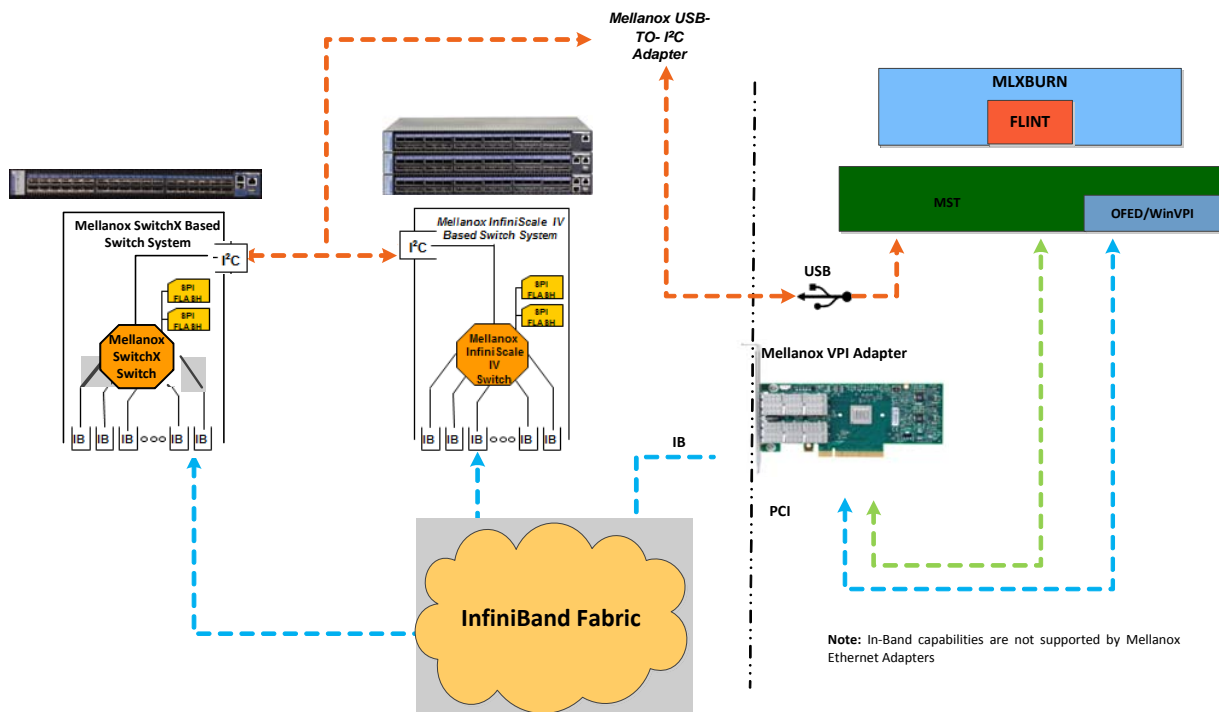 Mellanox USB-
TO- I²C
Adapter
MLXBURN
FLINT
MST
OFED/WinVPI
Mellanox SwitchX Based
Switch System
I²C
SPI
FLASH
SPI
FLASH
Mellanox
SwitchX
Switch
IB
IB
IB
ooo
IB
IB
Mellanox InfiniScale IV
Based Switch System
I²C
SPI
FLASH
SPI
FLASH
Mellanox
InfiniScale
IV
Switch
IB
IB
IB
ooo
IB
IB
USB
Mellanox VPI Adapter
IB
PCI
InfiniBand Fabric
Note: In-Band capabilities are not supported by Mellanox
Ethernet Adapters